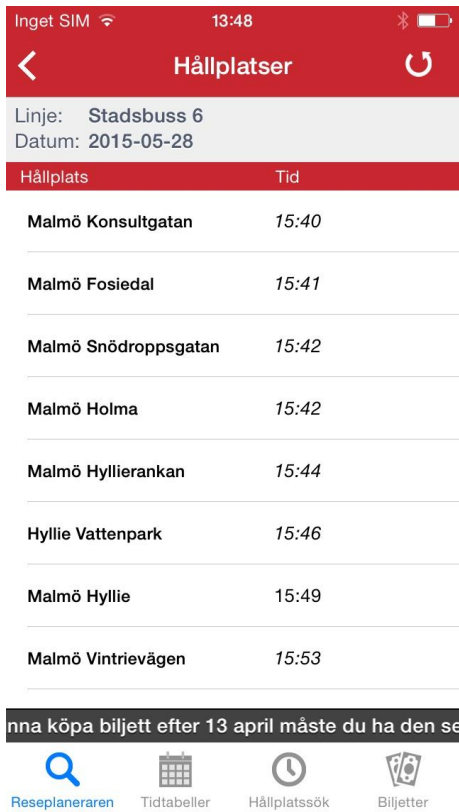 Inget SIM 13:48
Hållplatser
Linje: Stadsbuss 6
Datum: 2015-05-28
Hållplats Tid
Malmö Konsultgatan 15:40
Malmö Fosiedal 15:41
Malmö Snödroppsgatan 15:42
Malmö Holma 15:42
Malmö Hyllierankan 15:44
Hyllie Vattenpark 15:46
Malmö Hyllie 15:49
Malmö Vintrievägen 15:53
nna köpa biljett efter 13 april måste du ha den se
Reseplaneraren Tidtabeller Hållplatssök Biljetter